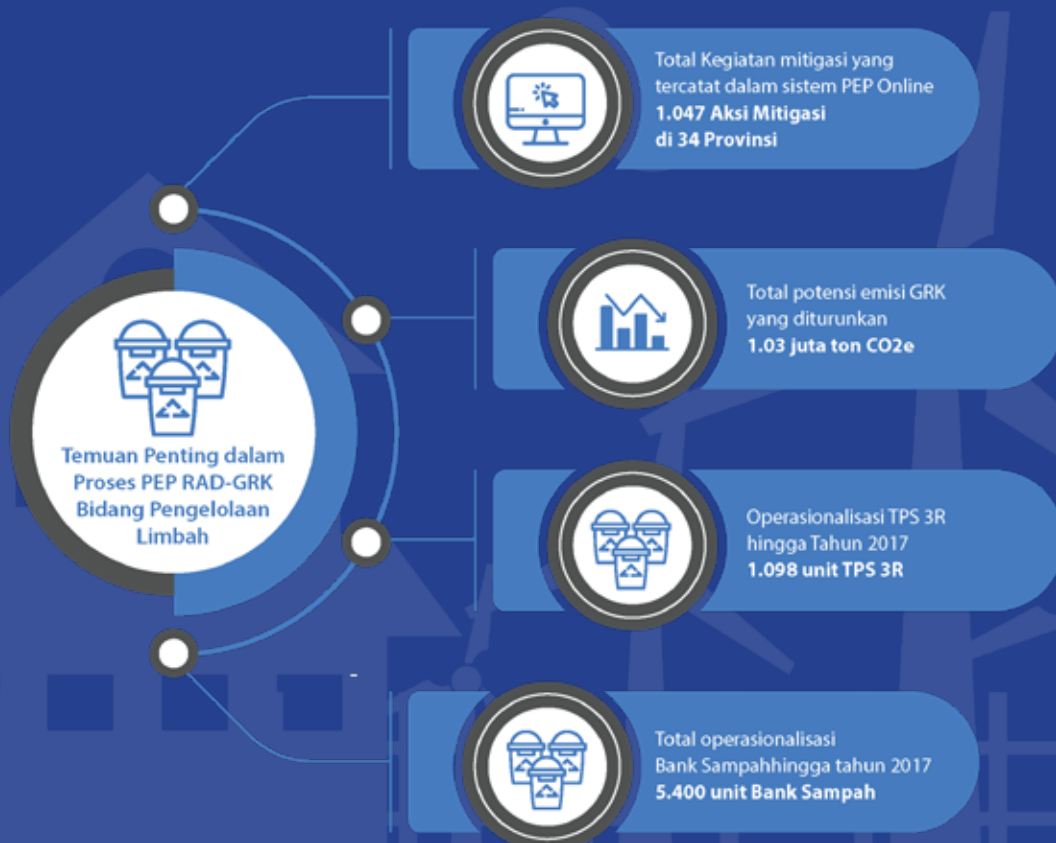 Total Kegiatan mitigasi yang
tercatat dalam sistem PEP Online
1.047 Aksi Mitigasi
di 34 Provinsi
Total potensi emisi GRK
yang diturunkan
1.03 juta ton CO2e
Temuan Penting dalam
Proses PEP RAD-GRK
Bidang Pengelolaan
Limbah
Operasionalisasi TPS 3R
hingga Tahun 2017
1.098 unit TPS 3R
Total operasionalisasi
Bank Sampahhingga tahun 2017
5.400 unit Bank Sampah